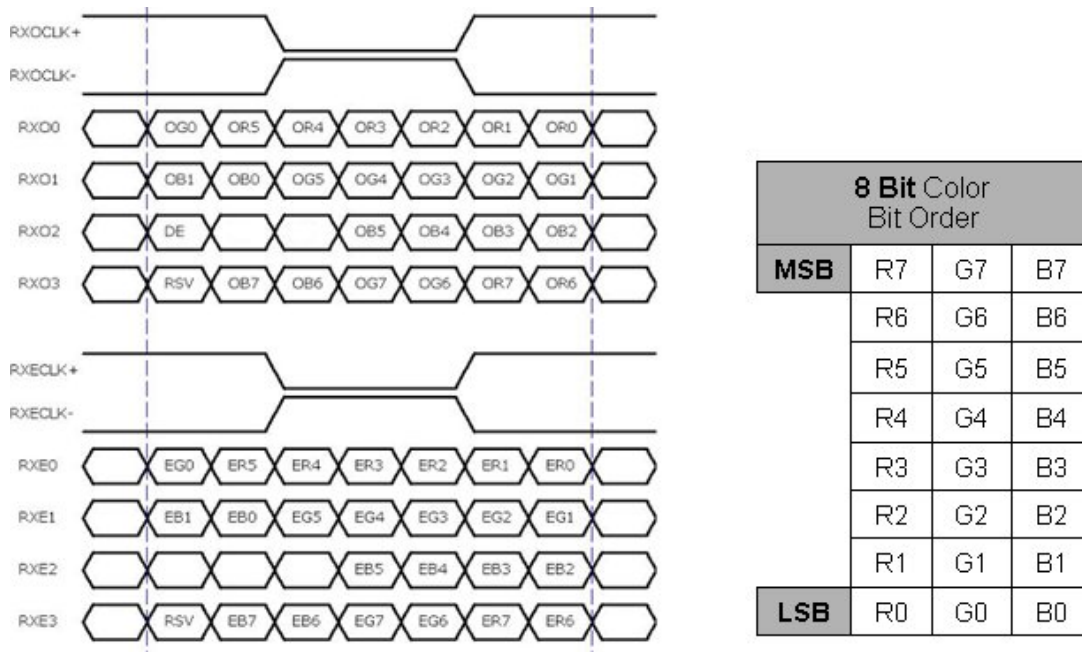 RXOCLK+
RXOCLK-
RXO0 OG0 OR5 OR4 OR3 OR2 OR1 OR0
RXO1 OB1 OB0 OG5 OG4 OG3 OG2 OG1
RXO2 DE OB5 OB4 OB3 OB2
RXO3 RSV OB7 OB6 OG7 OG6 OR7 OR6
RXECLK+
RXECLK-
RXE0 EG0 ER5 ER4 ER3 ER2 ER1 ER0
RXE1 EB1 EB0 EG5 EG4 EG3 EG2 EG1
RXE2 EB5 EB4 EB3 EB2
RXE3 RSV EB7 EB6 EG7 EG6 ER7 ER6
8 Bit Color
Bit Order
MSB R7 G7 B7
R6 G6 B6
R5 G5 B5
R4 G4 B4
R3 G3 B3
R2 G2 B2
R1 G1 B1
LSB R0 G0 B0